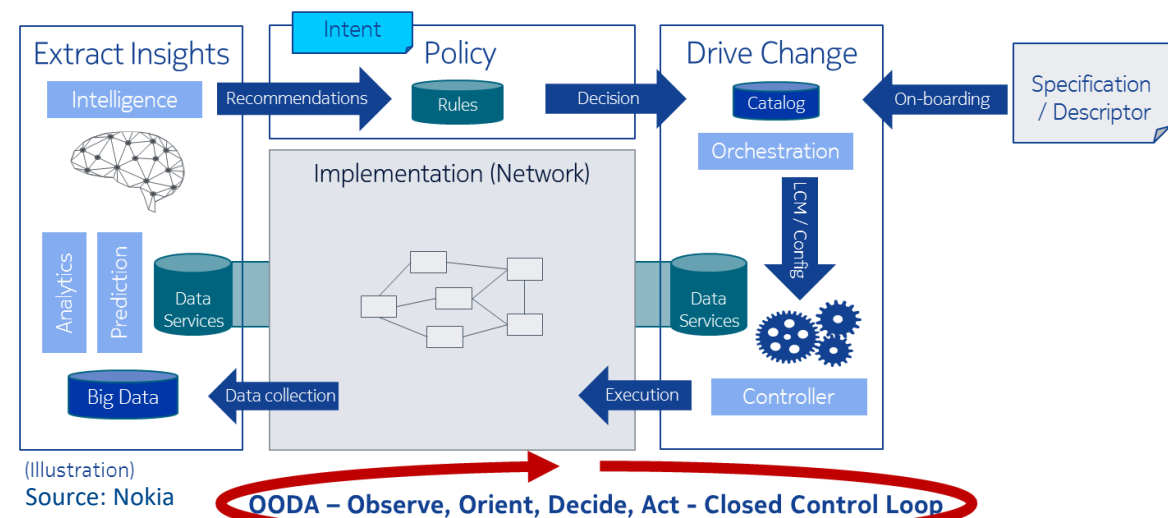 Extract Insights
Intelligence
Recommendations
Intent
Policy
Rules
Decision
Drive Change
Catalog
On-boarding
Specification
/ Descriptor
Orchestration
LCM / Config
Implementation (Network)
Analytics
Prediction
Data
Services
Data
Services
Big Data
Data collection
Execution
Controller
(Illustration)
Source: Nokia
OODA – Observe, Orient, Decide, Act - Closed Control Loop